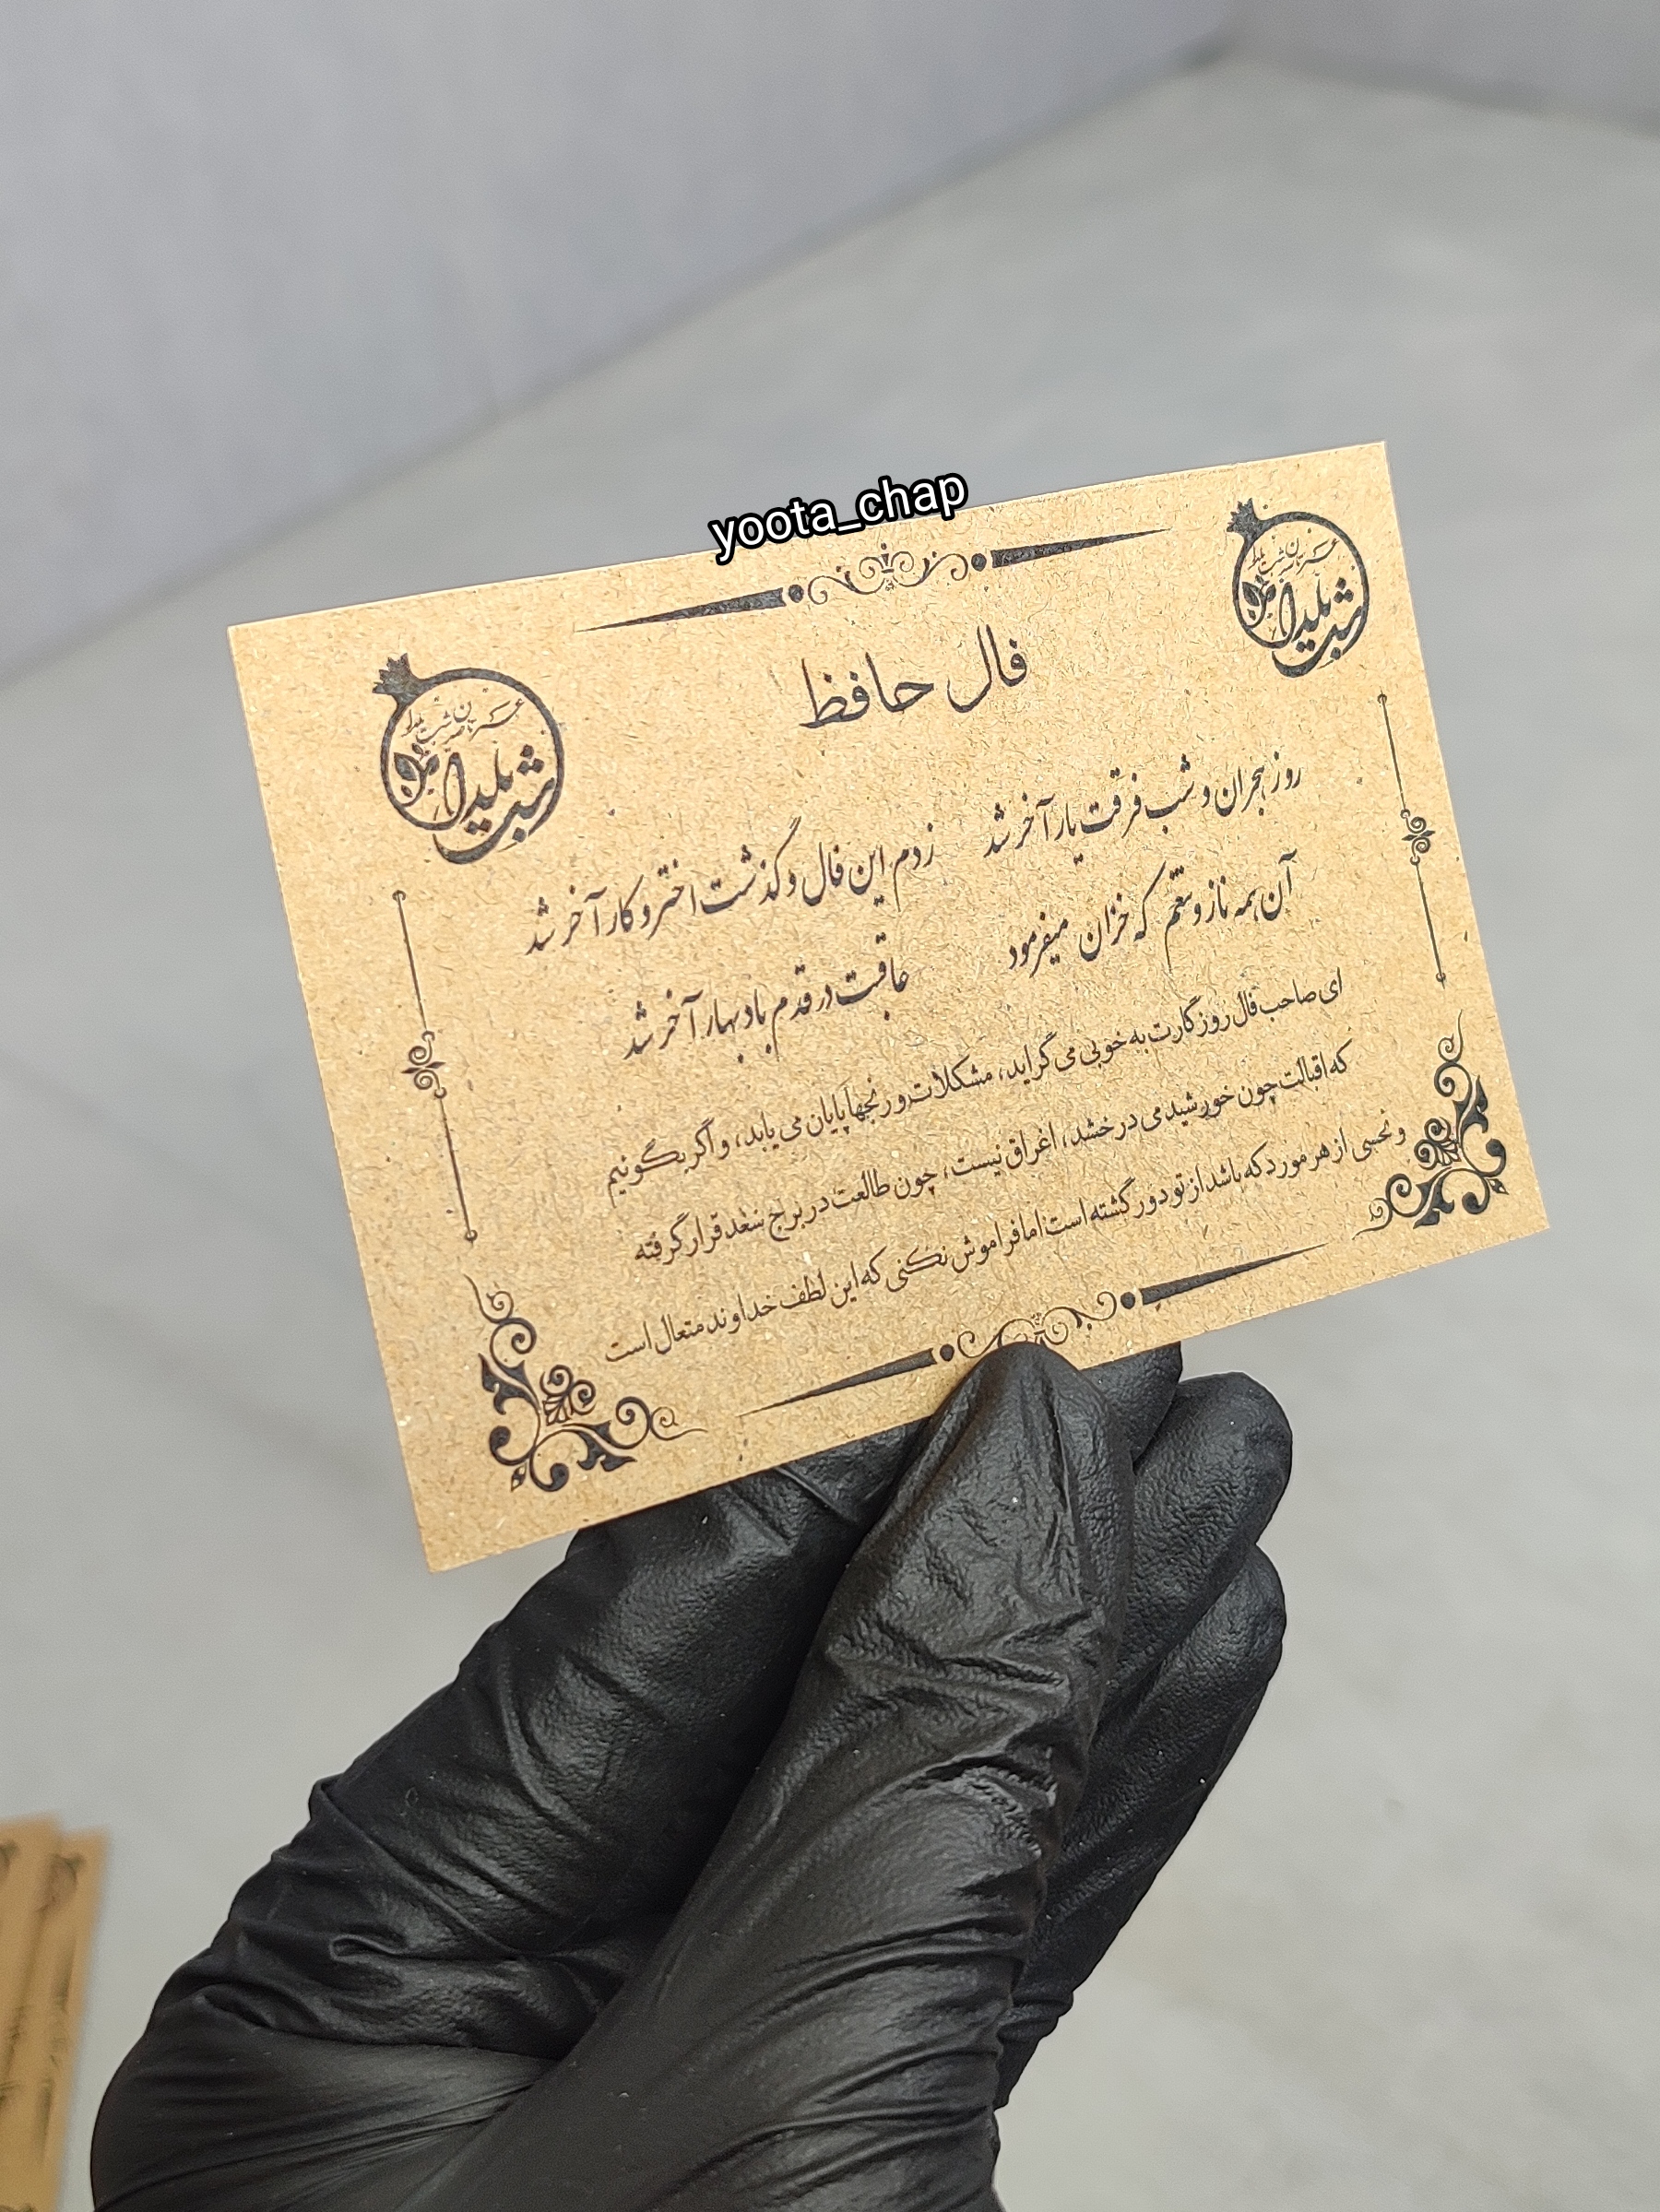 yoota_chap
فال حافظ
شب یلدا
شب یلدا
روز هجران و شب فرقت یار آخر شد
زدم این فال و گذشت اختر و کار آخر شد
آن همه ناز و تنعم که خزان میفرمود
عاقبت در قدم باد بهار آخر شد
ای صاحب فال روزگارت به خوبی می گراید، مشکلات و رنجها پایان می یابد، و اگر بگوئیم
که اقبالت چون خورشید می درخشد، اغراق نیست، چون طالعت در برج سعد قرار گرفته
و نحسی از هر مورد که باشد از تو دور گشته است اما فراموش نکنی که این لطف خداوند متعال است